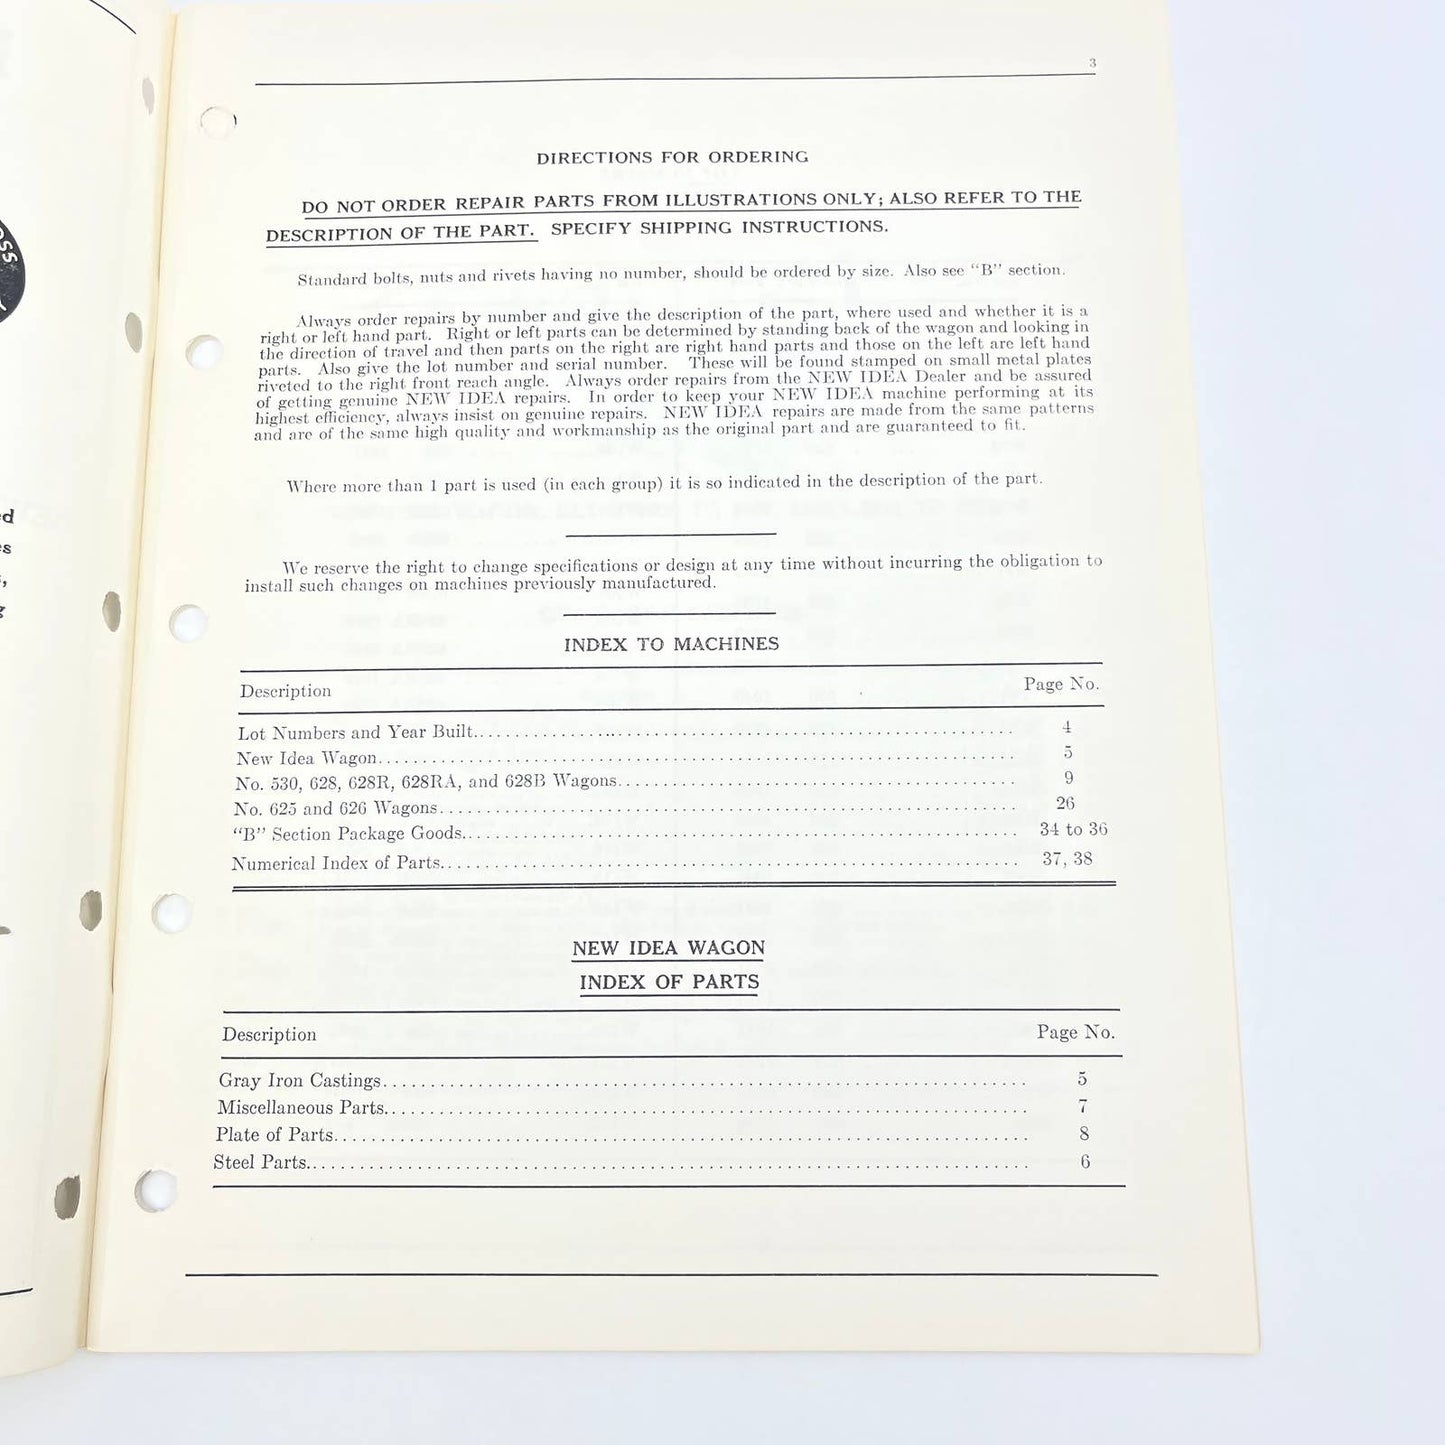 oss
ed
es
3
DIRECTIONS FOR ORDERING
DO NOT ORDER REPAIR PARTS FROM ILLUSTRATIONS ONLY; ALSO REFER TO THE
DESCRIPTION OF THE PART. SPECIFY SHIPPING INSTRUCTIONS.
Standard bolts, nuts and rivets having no number, should be ordered by size. Also see “B” section.
Always order repairs by number and give the description of the part, where used and whether it is a
right or left hand part. Right or left parts can be determined by standing back of the wagon and looking in
the direction of travel and then parts on the right are right hand parts and those on the left are left hand
parts. Also give the lot number and serial number. These will be found stamped on small metal plates
riveted to the right front reach angle. Always order repairs from the NEW IDEA Dealer and be assured
of getting genuine NEW IDEA repairs. In order to keep your NEW IDEA machine performing at its
highest efficiency, always insist on genuine repairs. NEW IDEA repairs are made from the same patterns
and are of the same high quality and workmanship as the original part and are guaranteed to fit.
Where more than 1 part is used (in each group) it is so indicated in the description of the part.
We reserve the right to change specifications or design at any time without incurring the obligation to
install such changes on machines previously manufactured.
INDEX TO MACHINES
Description Page No.
Lot Numbers and Year Built 4
New Idea Wagon 5
No. 530, 628, 628R, 628RA, and 628B Wagons 9
No. 625 and 626 Wagons 26
“B” Section Package Goods 34 to 36
Numerical Index of Parts 37, 38
NEW IDEA WAGON
INDEX OF PARTS
Description Page No.
Gray Iron Castings 5
Miscellaneous Parts 7
Plate of Parts 8
Steel Parts 6